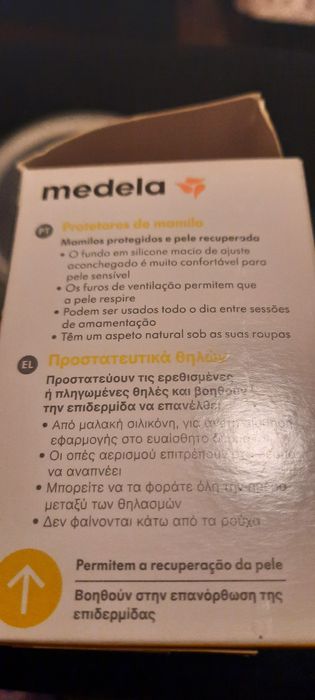 medela
PT Protetores de mamilo
Mamilos protegidos e pele recuperada
• O fundo em silicone macio de ajuste
aconchegado é muito confortável para
pele sensível
• Os furos de ventilação permitem que
a pele respire
• Podem ser usados todo o dia entre sessões
de amamentação
• Têm um aspeto natural sob as suas roupas
EL Προστατευτικά θηλών
Προστατεύουν τις ερεθισμένες
ή πληγωμένες θηλές και βοηθούν
την επιδερμίδα να επανέλθει
• Από μαλακή σιλικόνη, για
εφαρμογής στο ευαίσθητο
• Οι οπές αερισμού επιτρέπουν
να αναπνέει
• Μπορείτε να τα φοράτε όλη την ημέρα
μεταξύ των θηλασμών
• Δεν φαίνονται κάτω από τα ρούχα
Permitem a recuperação da pele
Βοηθούν στην επανόρθωση της
επιδερμίδας